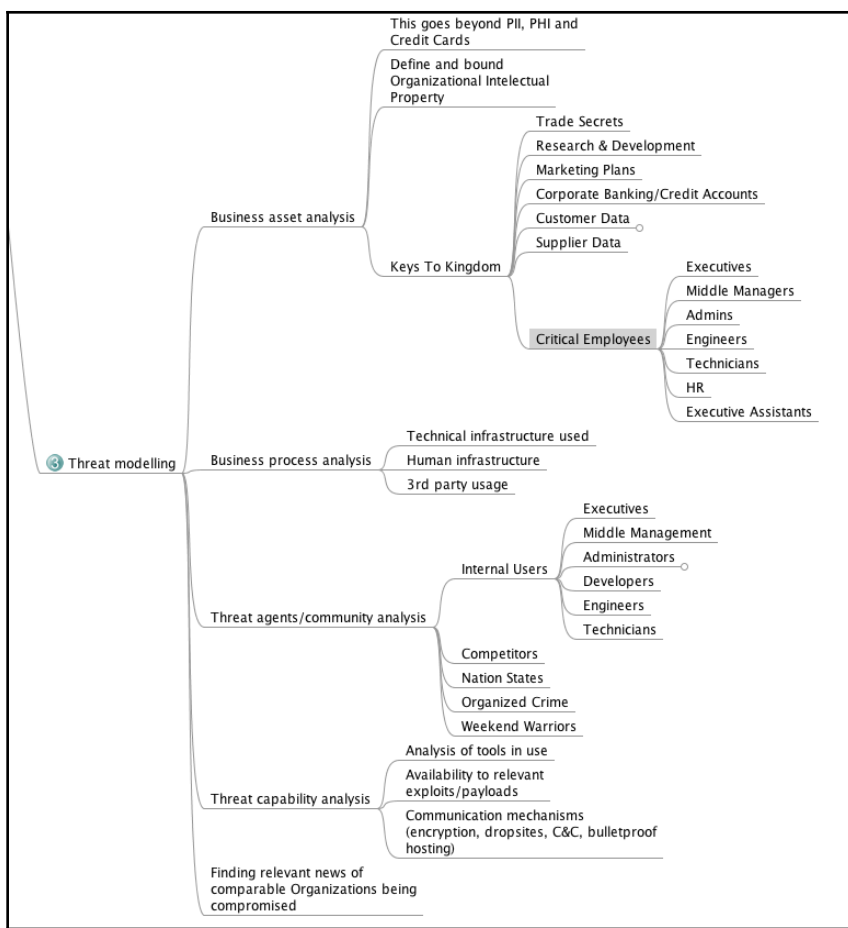 This goes beyond PII, PHI and
Credit Cards
Define and bound
Organizational Intelectual
Property
Trade Secrets
Research & Development
Marketing Plans
Corporate Banking/Credit Accounts
Customer Data
Supplier Data
Business asset analysis
Keys To Kingdom
Executives
Middle Managers
Admins
Critical Employees
Engineers
Technicians
HR
Executive Assistants
3 Threat modelling
Business process analysis
Technical infrastructure used
Human infrastructure
3rd party usage
Threat agents/community analysis
Internal Users
Executives
Middle Management
Administrators
Developers
Engineers
Technicians
Competitors
Nation States
Organized Crime
Weekend Warriors
Threat capability analysis
Analysis of tools in use
Availability to relevant
exploits/payloads
Communication mechanisms
(encryption, dropsites, C&C, bulletproof
hosting)
Finding relevant news of
comparable Organizations being
compromised